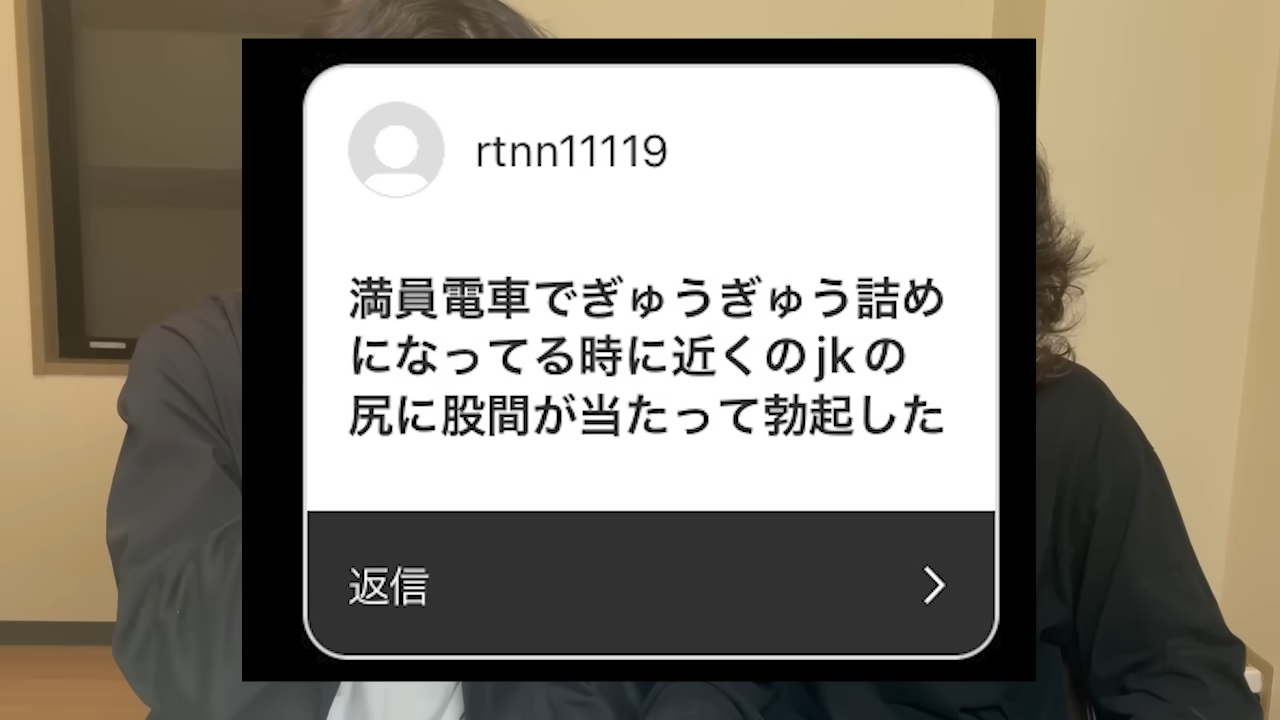 rtnn11119
満員電車でぎゅうぎゅう詰め
になってる時に近くのjkの
尻に股間が当たって勃起した
返信